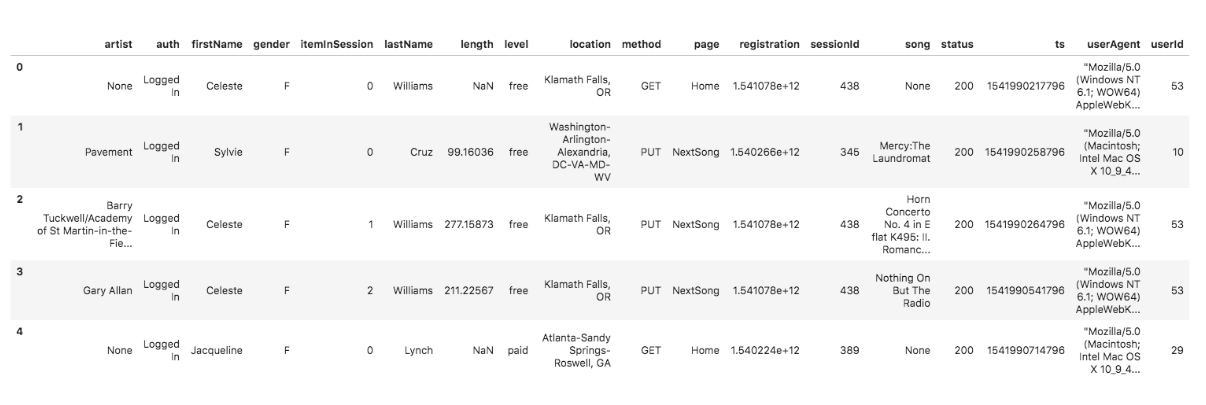 artist auth firstName gender itemInSession lastName length level location method page registration sessionId song status ts userAgent userId
0 None Logged In Celeste F 0 Williams NaN free Klamath Falls, OR GET Home 1.541078e+12 438 None 200 1541990217796 "Mozilla/5.0 (Windows NT 6.1; WOW64) AppleWebK... 53
1 Pavement Logged In Sylvie F 0 Cruz 99.16036 free Washington-Arlington-Alexandria, DC-VA-MD-WV PUT NextSong 1.540266e+12 345 Mercy:The Laundromat 200 1541990258796 "Mozilla/5.0 (Macintosh; Intel Mac OS X 10_9_4... 10
2 Barry Tuckwell/Academy of St Martin-in-the-Fie... Logged In Celeste F 1 Williams 277.15873 free Klamath Falls, OR PUT NextSong 1.541078e+12 438 Horn Concerto No. 4 in E flat K495: II. Romanc... 200 1541990264796 "Mozilla/5.0 (Windows NT 6.1; WOW64) AppleWebK... 53
3 Gary Allan Logged In Celeste F 2 Williams 211.22567 free Klamath Falls, OR PUT NextSong 1.541078e+12 438 Nothing On But The Radio 200 1541990541796 "Mozilla/5.0 (Windows NT 6.1; WOW64) AppleWebK... 53
4 None Logged In Jacqueline F 0 Lynch NaN paid Atlanta-Sandy Springs-Roswell, GA GET Home 1.540224e+12 389 None 200 1541990714796 "Mozilla/5.0 (Macintosh; Intel Mac OS X 10_9_4... 29